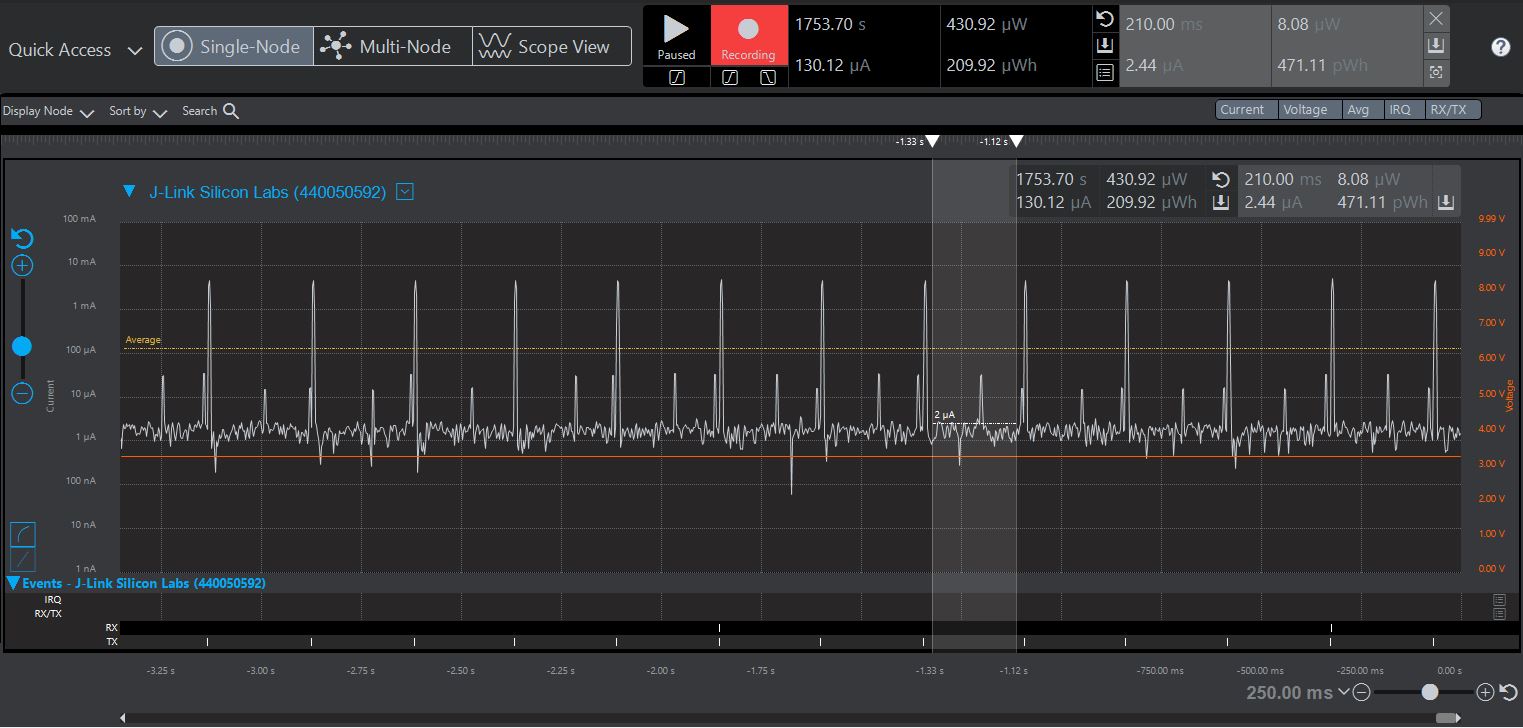 Quick Access
Single-Node
Multi-Node
Scope View
Paused
Recording
1753.70 s 430.92 µW
130.12 µA 209.92 µWh
210.00 ms 8.08 µW
2.44 µA 471.11 pWh
?
Display Node Sort by Search
Current Voltage Avg IRQ RX/TX
-1.33 s -1.12 s
J-Link Silicon Labs (440050592)
1753.70 s 430.92 µW 210.00 ms 8.08 µW
130.12 µA 209.92 µWh 2.44 µA 471.11 pWh
100 mA
10 mA
1 mA
100 µA
10 µA
1 µA
100 nA
10 nA
1 nA
Current
Average
2 µA
9.99 V
9.00 V
8.00 V
7.00 V
6.00 V
5.00 V
4.00 V
3.00 V
2.00 V
1.00 V
0.00 V
Voltage
Events - J-Link Silicon Labs (440050592)
IRQ
RX/TX
RX
TX
-3.25 s -3.00 s -2.75 s -2.50 s -2.25 s -2.00 s -1.75 s -1.33 s -1.12 s -750.00 ms -500.00 ms -250.00 ms 0.00 s
250.00 ms